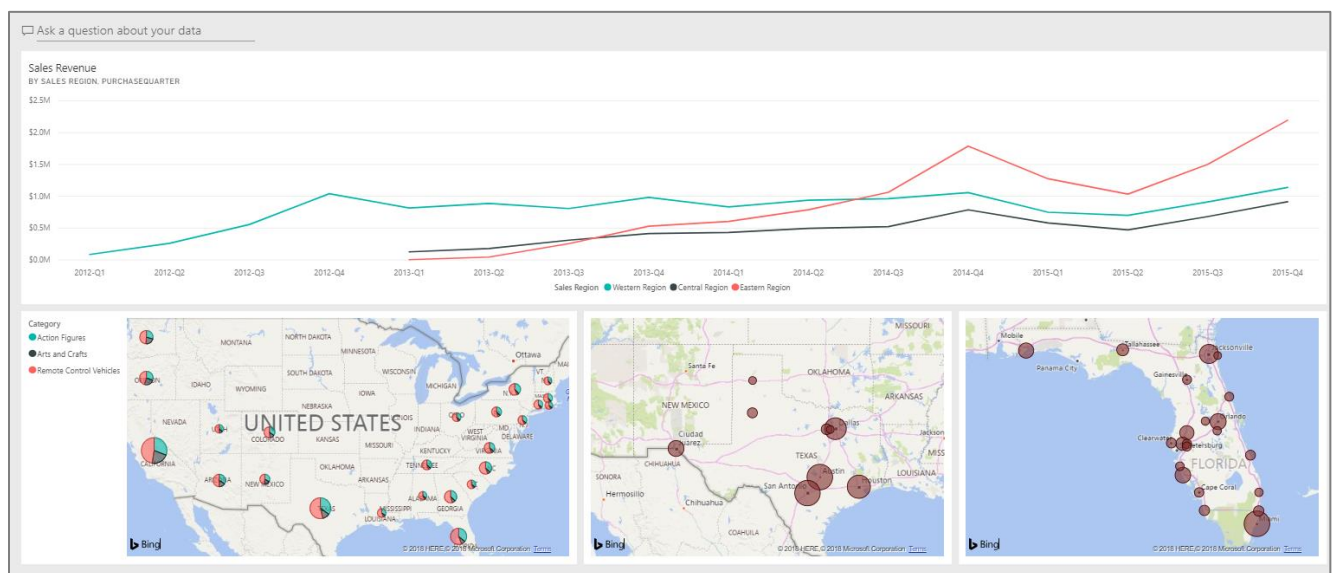 Ask a question about your data
Sales Revenue
BY SALES REGION, PURCHASEQUARTER
$2.5M
$2.0M
$1.5M
$1.0M
$0.5M
$0.0M
2012-Q1 2012-Q2 2012-Q3 2012-Q4 2013-Q1 2013-Q2 2013-Q3 2013-Q4 2014-Q1 2014-Q2 2014-Q3 2014-Q4 2015-Q1 2015-Q2 2015-Q3 2015-Q4
Sales Region Western Region Central Region Eastern Region
Category
Action Figures
Arts and Crafts
Remote Control Vehicles
MONTANA
NORTH DAKOTA
MINNESOTA
Ottawa
SOUTH DAKOTA
WISCONSIN
VT
IDAHO
WYOMING
MICHIGAN
IOWA
NEBRASKA
NEVADA
UNITED STATES
INDIANA
MD
KANSAS
MISSOURI
WEST
VIRGINIA
DELAWARE
KENTUCKY
OKLAHOMA
ARKANSAS
NEW MEXICO
MISSISSIPPI
GEORGIA
Bing
© 2018 HERE, © 2018 Microsoft Corporation Terms
MISSOURI
Santa Fe
OKLAHOMA
NEW MEXICO
ARKANSAS
Dallas
Jackson
Ciudad
CHIHUAHUA
TEXAS
MISS
SONORA
Austin
LOUISIANA
San Antonio
Houston
Hermosillo
Chihuahua
COAHUILA
Bing
© 2018 HERE, © 2018 Microsoft Corporation Terms
Mobile
Tallahassee
Jacksonville
Panama City
Gainesville
Orlando
Clearwater
FLORIDA
Cape Coral
Miami
Bing
© 2018 HERE, © 2018 Microsoft Corporation Terms